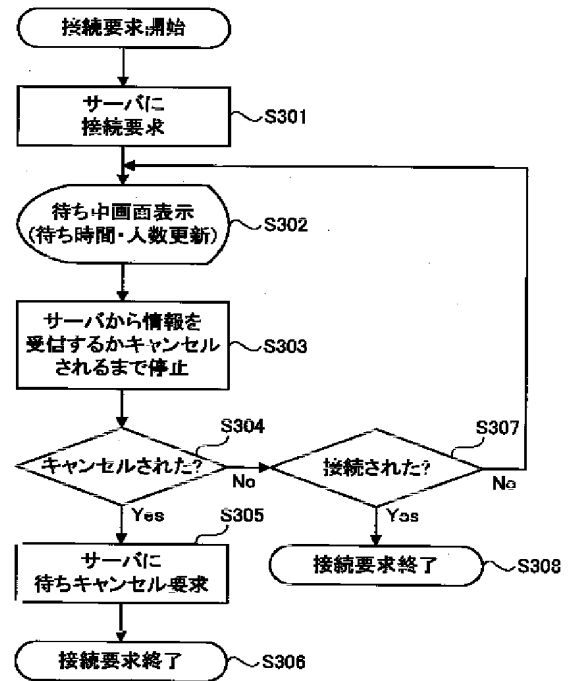 接続要求開始
サーバに
接続要求
S301
待ち中画面表示
(待ち時間・人数更新)
S302
サーバから情報を
受信するかキャンセル
されるまで停止
S303
キャンセルされた?
S304
No
Yes
接続された?
S307
No
Yes
サーバに
待ちキャンセル要求
S305
接続要求終了
S308
接続要求終了
S306